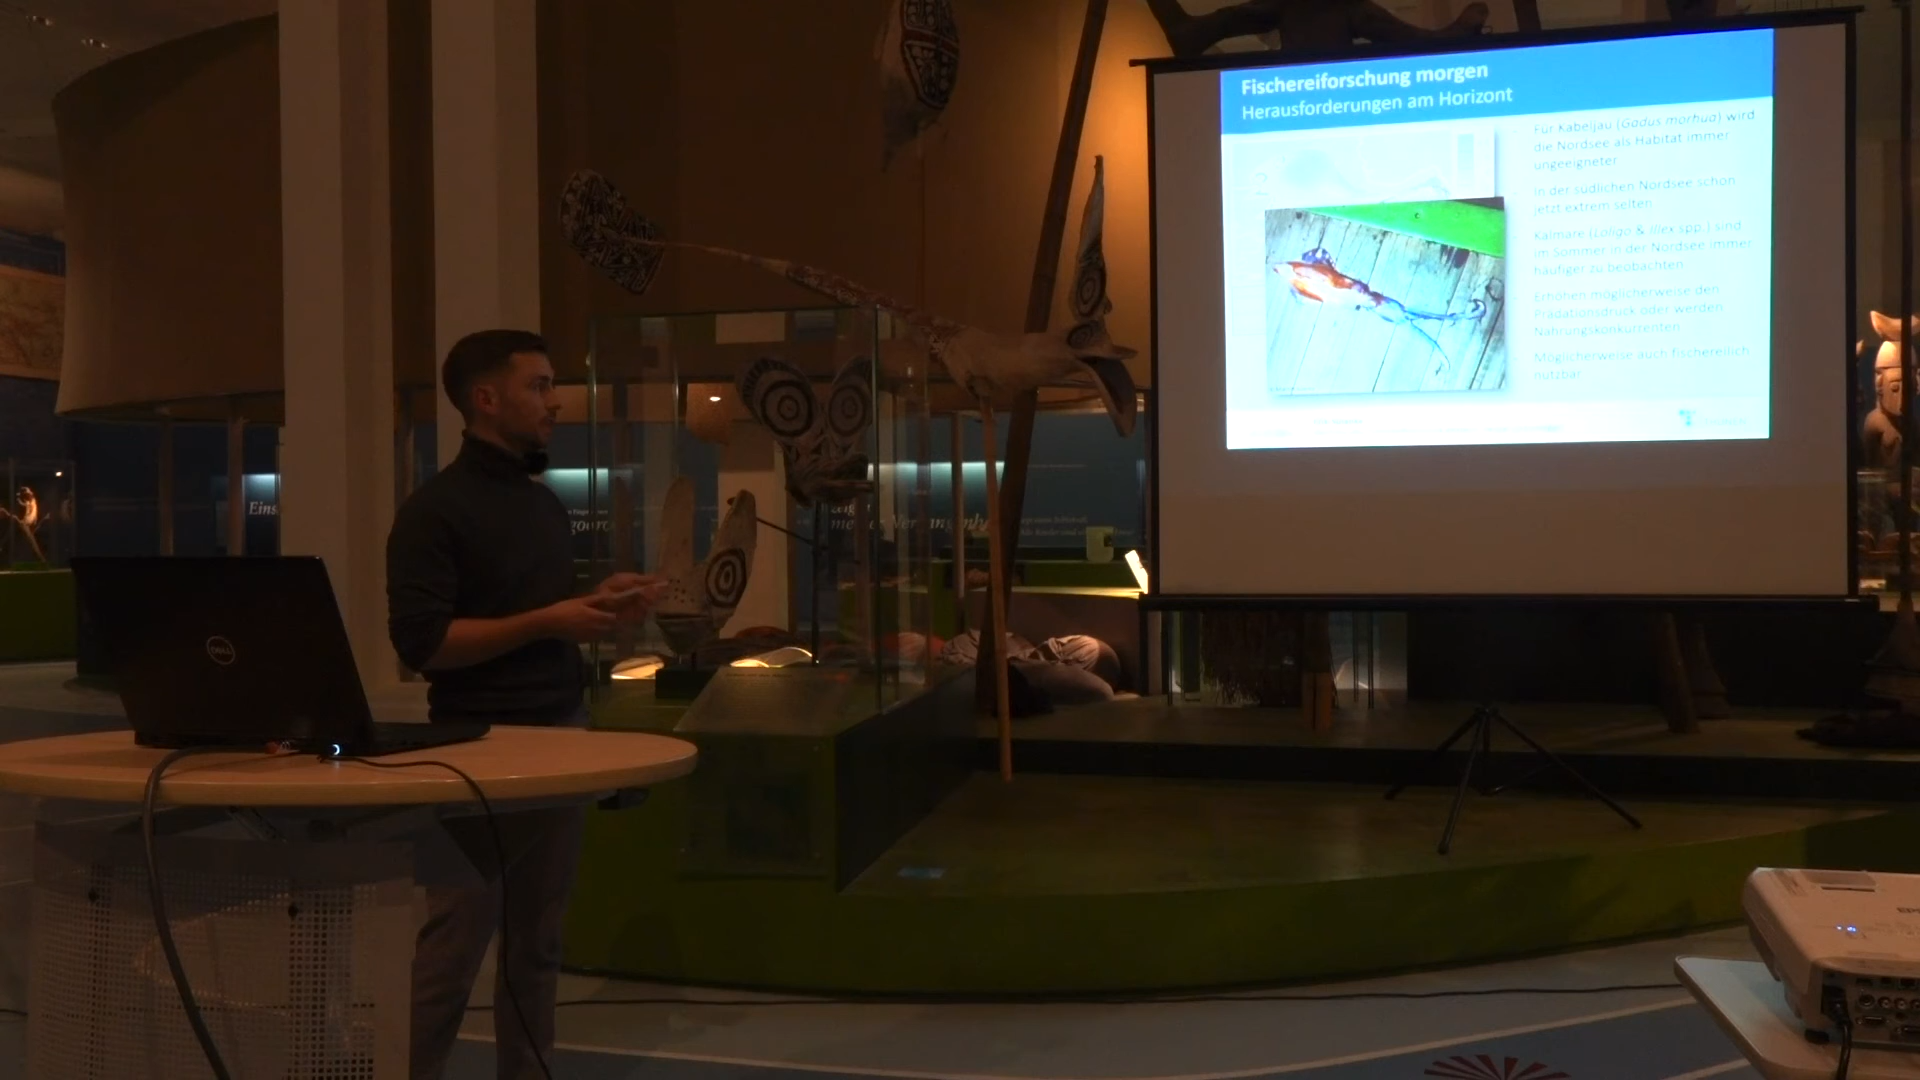 Fischereiforschung morgen
Herausforderungen am Horizont
Für Kabeljau (Gadus morhua) wird
die Nordsee als Habitat immer
ungeeigneter
In der südlichen Nordsee schon
jetzt extrem selten
Kalmare (Loligo & Illex spp.) sind
im Sommer in der Nordsee immer
häufiger zu beobachten
Erhöhen möglicherweise den
Prädationsdruck oder werden
Nahrungskonkurrenten
Möglicherweise auch fischereilich
nutzbar
Eins
DELL